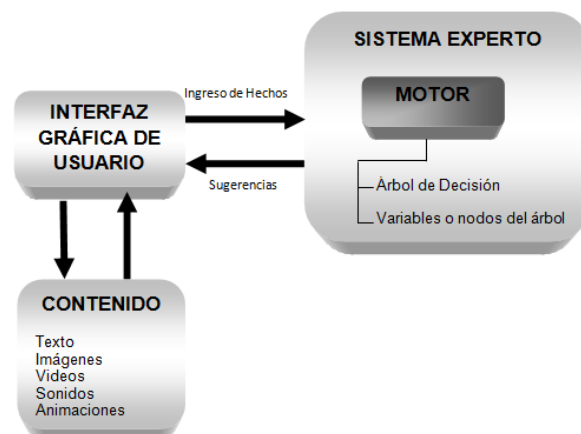 SISTEMA EXPERTO
MOTOR
Àrbol de Decisión
Variables o nodos del árbol
Ingreso de Hechos
Sugerencias
INTERFAZ
GRÁFICA DE
USUARIO
CONTENIDO
Texto
Imágenes
Videos
Sonidos
Animaciones